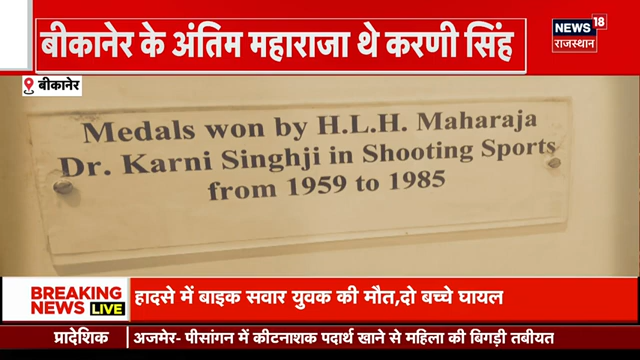 बीकानेर के अंतिम महाराजा थे करणी सिंह
NEWS 18
राजस्थान
बीकानेर
Medals won by H.L.H. Maharaja
Dr. Karni Singhji in Shooting Sports
from 1959 to 1985
BREAKING NEWS LIVE
हादसे में बाइक सवार युवक की मौत,दो बच्चे घायल
प्रादेशिक
अजमेर- पीसांगन में कीटनाशक पदार्थ खाने से महिला की बिगड़ी तबीयत